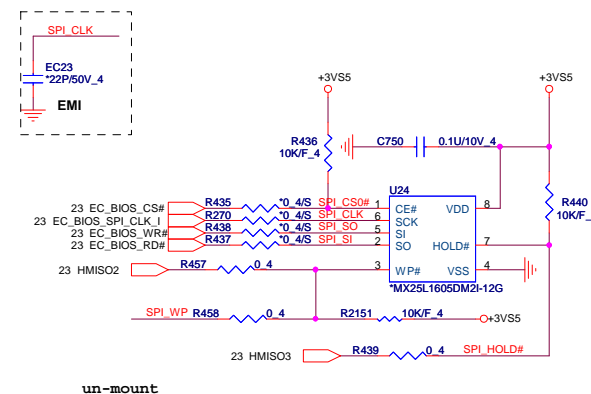 SPI_CLK
EC23
*22P/50V_4
EMI
+3VS5
+3VS5
R436
10K/F_4
C750
0.1U/10V_4
U24
R440
10K/F_
23 EC_BIOS_CS#
R435
*0_4/S
SPI_CS0#
1
CE#
VDD
8
23 EC_BIOS_SPI_CLK_I
R270
*0_4/S
SPI_CLK
6
SCK
23 EC_BIOS_WR#
R438
*0_4/S
SPI_SO
5
SI
23 EC_BIOS_RD#
R437
*0_4/S
SPI_SI
2
SO
HOLD#
7
23 HMISO2
R457
0_4
3
WP#
VSS
4
*MX25L1605DM2I-12G
SPI_WP
R458
0_4
R2151
10K/F_4
+3VS5
23 HMISO3
R439
0_4
SPI_HOLD#
un-mount